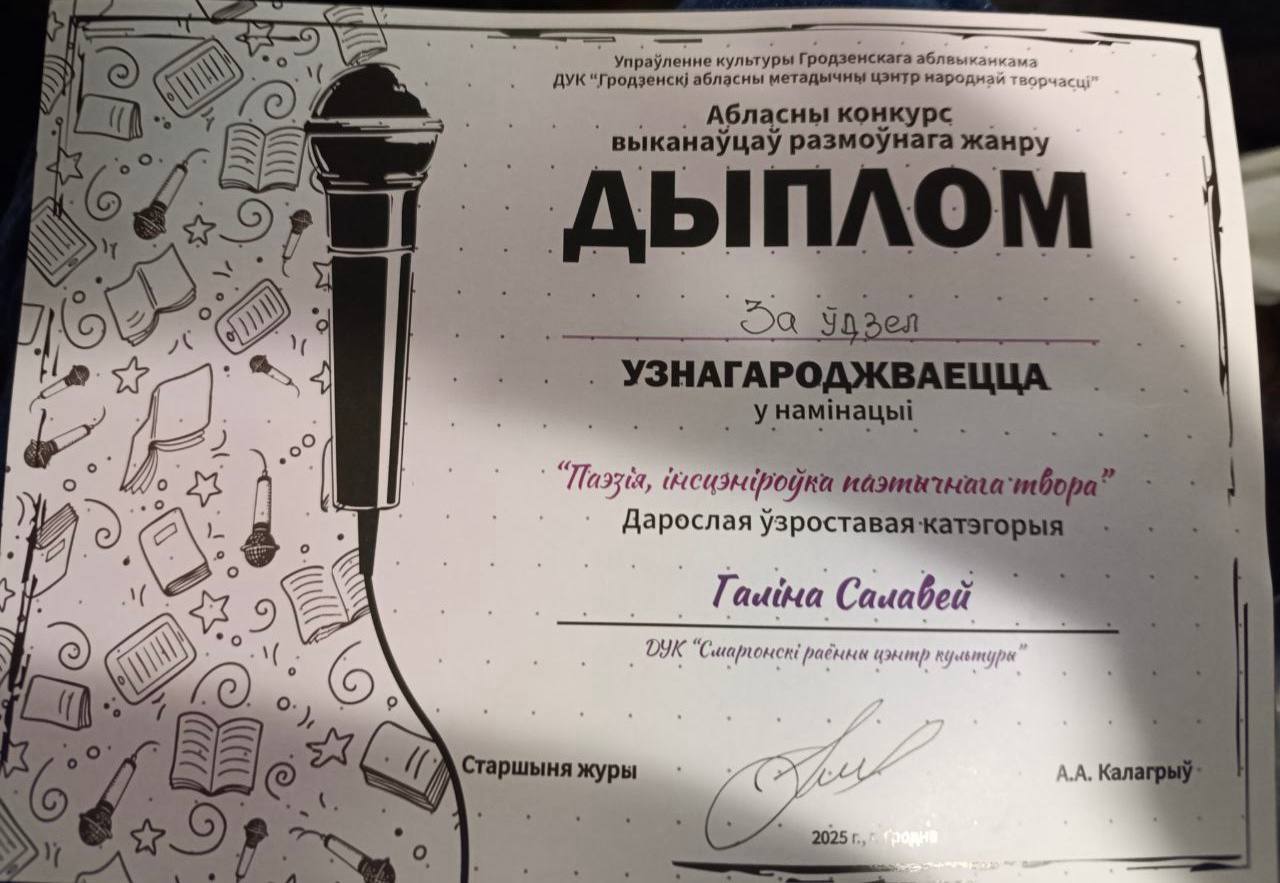 Упраўленне культуры Гродзенскага аблвыканкама
ДУК “Гродзенскі абласны метадычны цэнтр народнай творчасці”
Абласны конкурс
выканаўцаў размоўнага жанру
ДЫПЛОМ
За ўдзел
УЗНАГАРОДЖВАЕЦЦА
у намінацыі
“Паэзія, інсцэніроўка паэтычнага твора”
Дарослая ўзроставая катэгорыя
Галіна Салавей
ДУК “Смаргонскі раённы цэнтр культуры”
Старшыня журы
А.А. Калагрыў
2025 г., г. Гродна